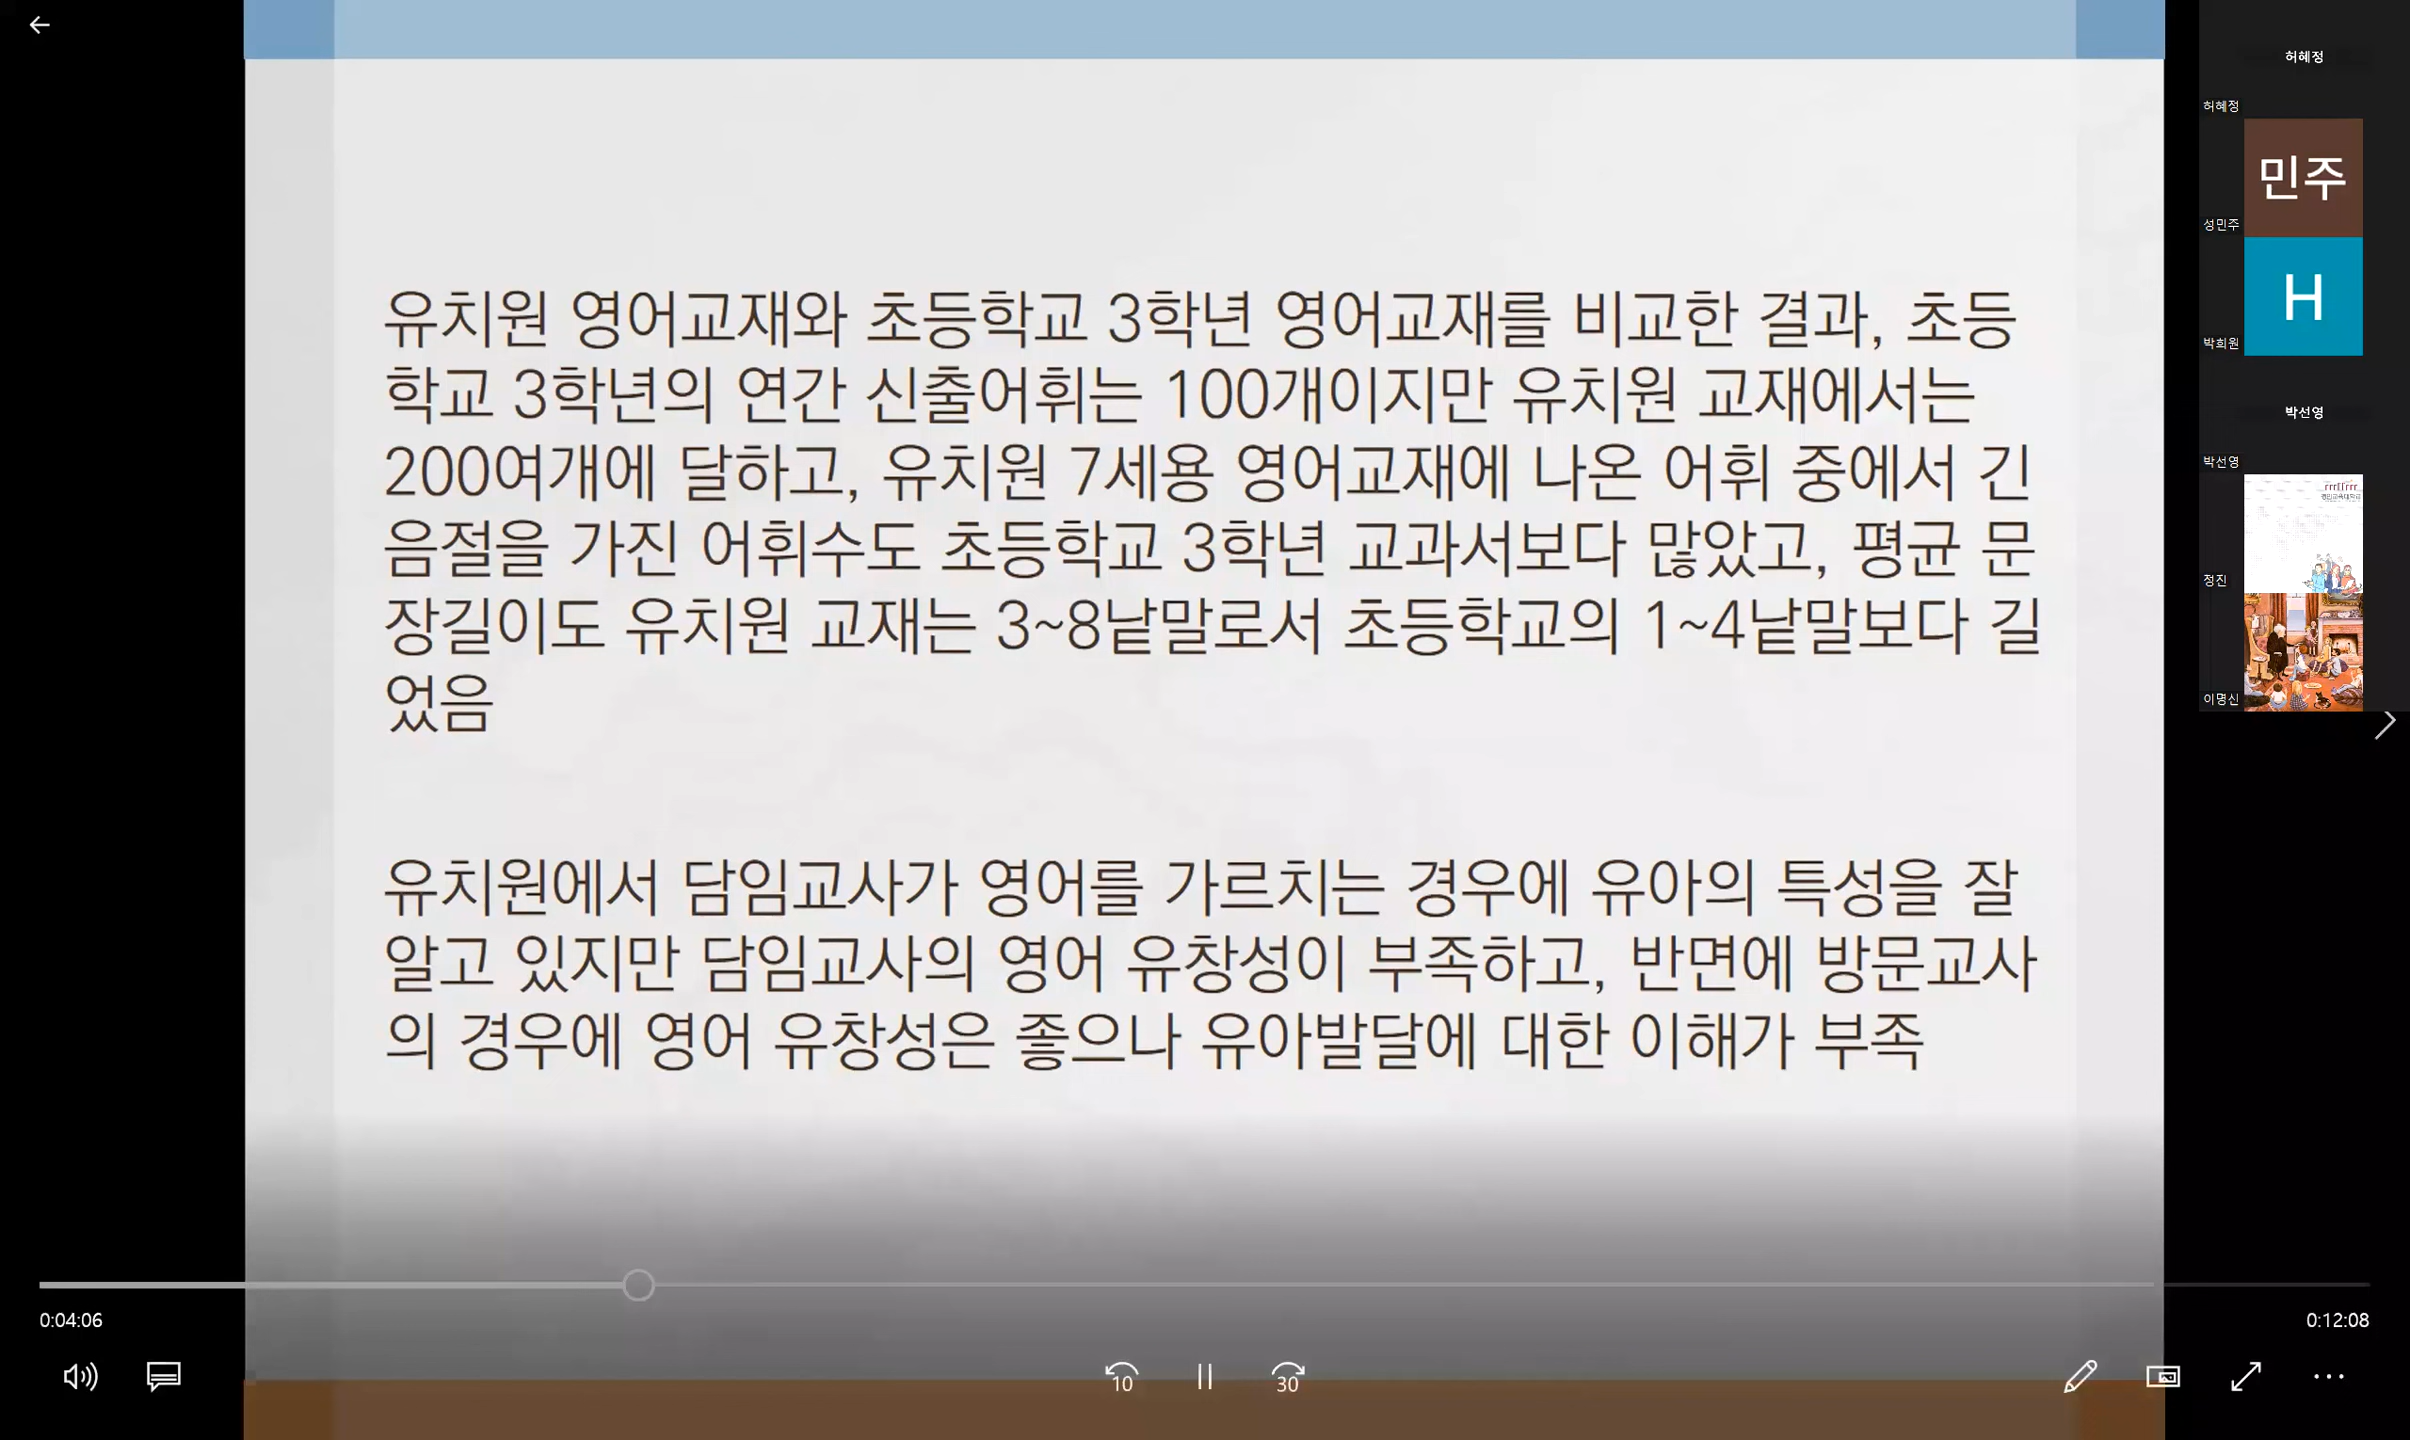 유치원 영어교재와 초등학교 3학년 영어교재를 비교한 결과, 초등
학교 3학년의 연간 신출어휘는 100개이지만 유치원 교재에서는
200여개에 달하고, 유치원 7세용 영어교재에 나온 어휘 중에서 긴
음절을 가진 어휘수도 초등학교 3학년 교과서보다 많았고, 평균 문
장길이도 유치원 교재는 3~8낱말로서 초등학교의 1~4낱말보다 길
었음
유치원에서 담임교사가 영어를 가르치는 경우에 유아의 특성을 잘
알고 있지만 담임교사의 영어 유창성이 부족하고, 반면에 방문교사
의 경우에 영어 유창성은 좋으나 유아발달에 대한 이해가 부족
허혜정
허혜정
민주
성민주
H
박희원
박선영
박선영
정진
이명신
0:04:06
0:12:08
10
30